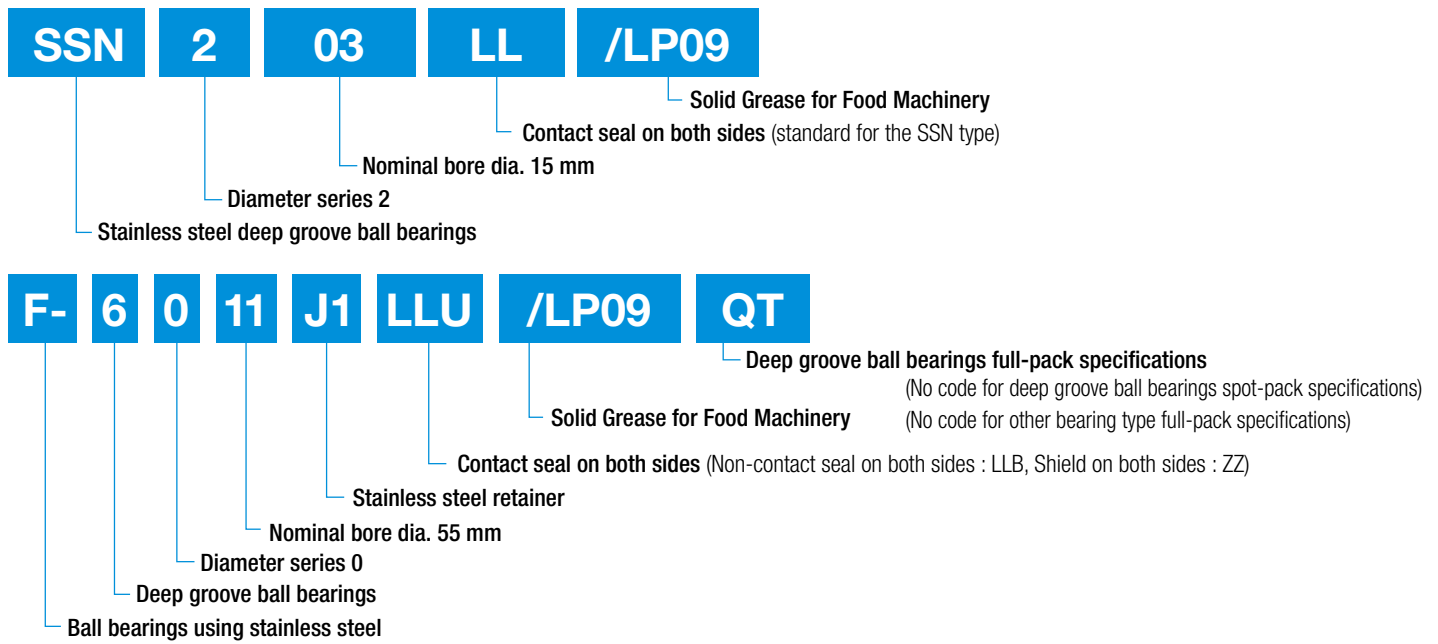 SSN 2 03 LL /LP09
Solid Grease for Food Machinery
Contact seal on both sides (standard for the SSN type)
Nominal bore dia. 15 mm
Diameter series 2
Stainless steel deep groove ball bearings
F- 6 0 11 J1 LLU /LP09 QT
Deep groove ball bearings full-pack specifications
(No code for deep groove ball bearings spot-pack specifications)
Solid Grease for Food Machinery (No code for other bearing type full-pack specifications)
Contact seal on both sides (Non-contact seal on both sides : LLB, Shield on both sides : ZZ)
Stainless steel retainer
Nominal bore dia. 55 mm
Diameter series 0
Deep groove ball bearings
Ball bearings using stainless steel